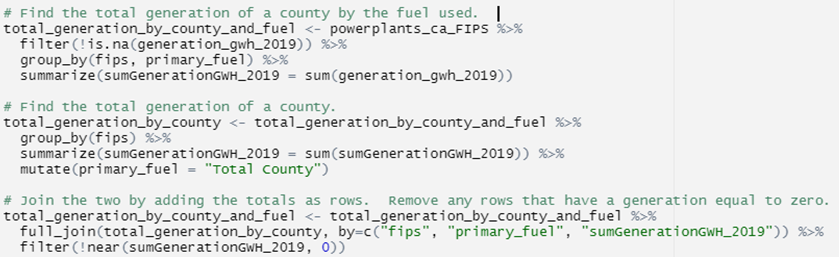 # Find the total generation of a county by the fuel used.
total_generation_by_county_and_fuel <- powerplants_ca_FIPS %>%
  filter(!is.na(generation_gwh_2019)) %>%
  group_by(fips, primary_fuel) %>%
  summarize(sumGenerationGWH_2019 = sum(generation_gwh_2019))

# Find the total generation of a county.
total_generation_by_county <- total_generation_by_county_and_fuel %>%
  group_by(fips) %>%
  summarize(sumGenerationGWH_2019 = sum(sumGenerationGWH_2019)) %>%
  mutate(primary_fuel = "Total County")

# Join the two by adding the totals as rows.  Remove any rows that have a generation equal to zero.
total_generation_by_county_and_fuel <- total_generation_by_county_and_fuel %>%
  full_join(total_generation_by_county, by=c("fips", "primary_fuel", "sumGenerationGWH_2019")) %>%
  filter(!near(sumGenerationGWH_2019, 0))